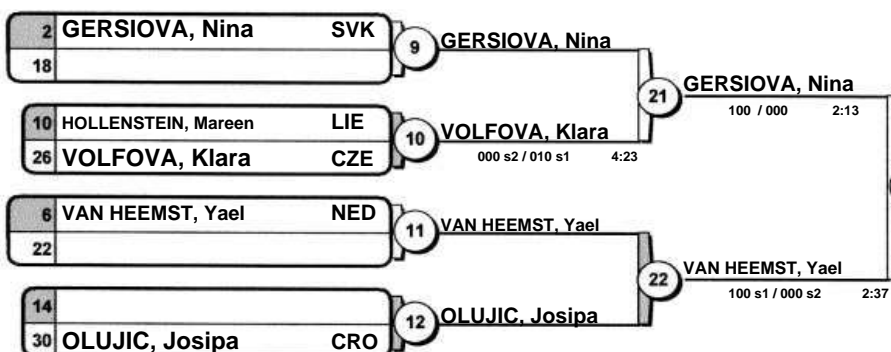 2 GERSIOVA, Nina SVK
18
9
GERSIOVA, Nina
10 HOLLENSTEIN, Mareen LIE
26 VOLFOVA, Klara CZE
10
VOLFOVA, Klara
000 s2 / 010 s1 4:23
21
GERSIOVA, Nina
100 / 000 2:13
6 VAN HEEMST, Yael NED
22
11
VAN HEEMST, Yael
14
30 OLUJIC, Josipa CRO
12
OLUJIC, Josipa
22
VAN HEEMST, Yael
100 s1 / 000 s2 2:37